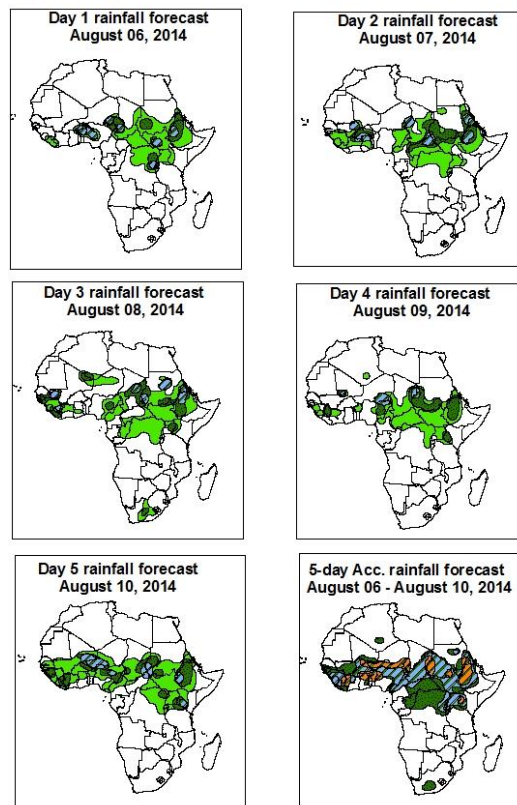 Day 1 rainfall forecast
August 06, 2014
Day 2 rainfall forecast
August 07, 2014
Day 3 rainfall forecast
August 08, 2014
Day 4 rainfall forecast
August 09, 2014
Day 5 rainfall forecast
August 10, 2014
5-day Acc. rainfall forecast
August 06 - August 10, 2014